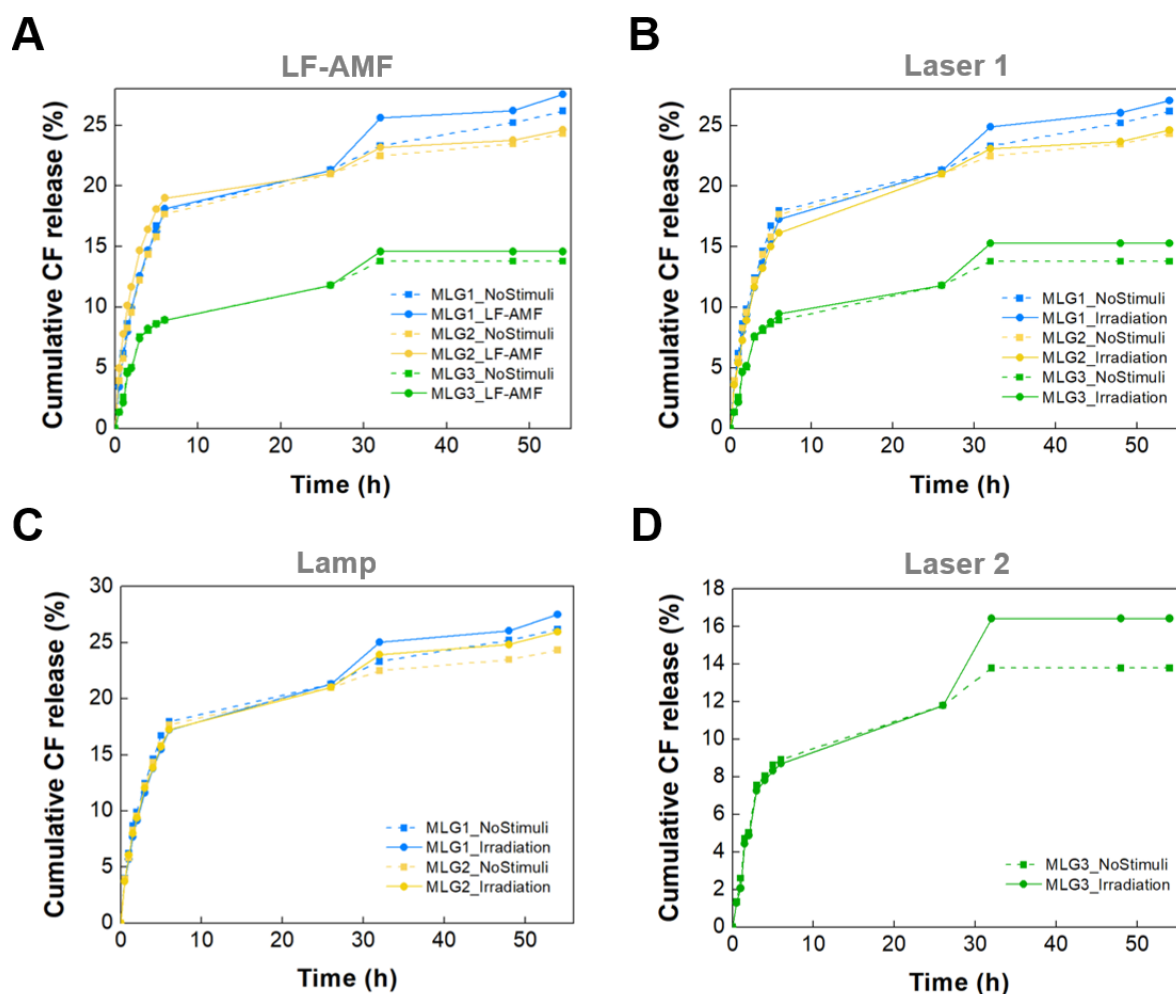 A
LF-AMF
Cumulative CF release (%)
25
20
15
10
5
0
MLG1_NoStimuli
MLG1_LF-AMF
MLG2_NoStimuli
MLG2_LF-AMF
MLG3_NoStimuli
MLG3_LF-AMF
0 10 20 30 40 50
Time (h)
B
Laser 1
Cumulative CF release (%)
25
20
15
10
5
0
MLG1_NoStimuli
MLG1_Irradiation
MLG2_NoStimuli
MLG2_Irradiation
MLG3_NoStimuli
MLG3_Irradiation
0 10 20 30 40 50
Time (h)
C
Lamp
Cumulative CF release (%)
30
25
20
15
10
5
0
MLG1_NoStimuli
MLG1_Irradiation
MLG2_NoStimuli
MLG2_Irradiation
0 10 20 30 40 50
Time (h)
D
Laser 2
Cumulative CF release (%)
18
16
14
12
10
8
6
4
2
0
MLG3_NoStimuli
MLG3_Irradiation
0 10 20 30 40 50
Time (h)